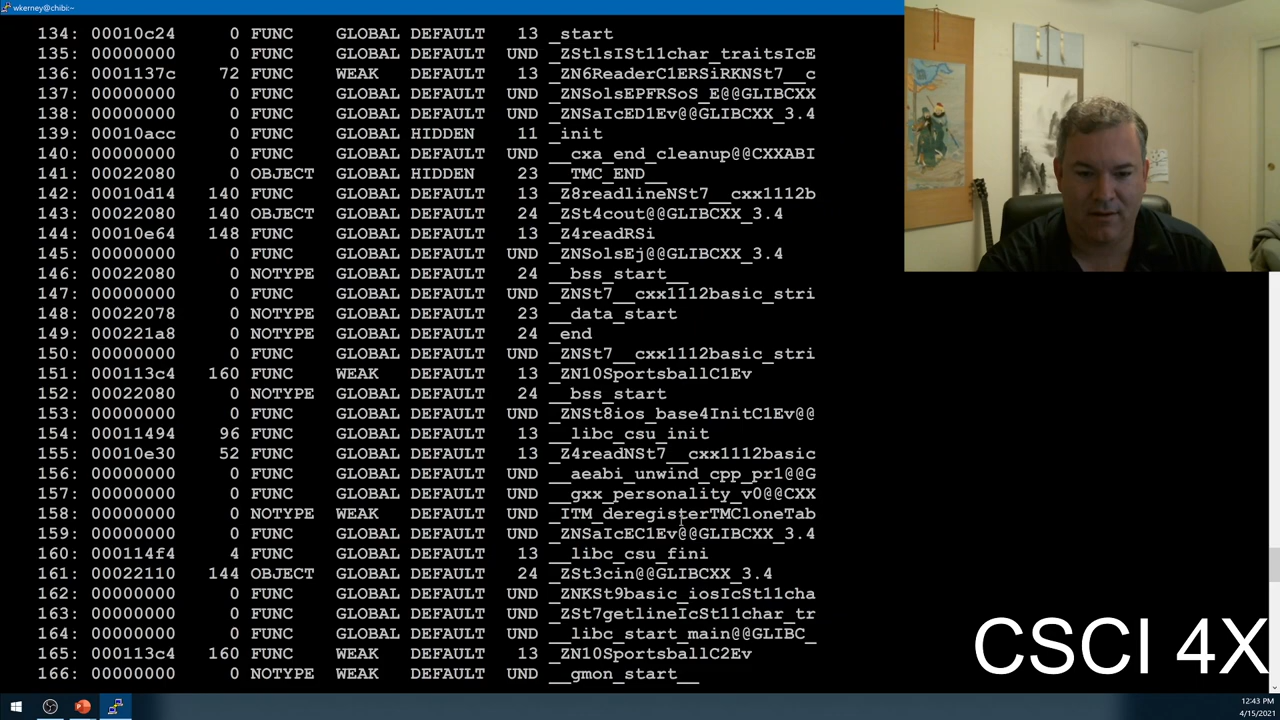 wkerney@chibi:~
134: 00010c24 0 FUNC GLOBAL DEFAULT 13 _start
135: 00000000 0 FUNC GLOBAL DEFAULT UND _ZStlsISt11char_traitsIcE
136: 0001137c 72 FUNC WEAK DEFAULT 13 _ZN6ReaderC1ERSiRKNSt7__c
137: 00000000 0 FUNC GLOBAL DEFAULT UND _ZNSolsEPFRSoS_E@@GLIBCXX
138: 00000000 0 FUNC GLOBAL DEFAULT UND _ZNSaIcED1Ev@@GLIBCXX_3.4
139: 00010acc 0 FUNC GLOBAL HIDDEN 11 _init
140: 00000000 0 FUNC GLOBAL DEFAULT UND __cxa_end_cleanup@@CXXABI
141: 00022080 0 OBJECT GLOBAL HIDDEN 23 __TMC_END__
142: 00010d14 140 FUNC GLOBAL DEFAULT 13 _Z8readlineNSt7__cxx1112b
143: 00022080 140 OBJECT GLOBAL DEFAULT 24 _ZSt4cout@@GLIBCXX_3.4
144: 00010e64 148 FUNC GLOBAL DEFAULT 13 _Z4readRSi
145: 00000000 0 FUNC GLOBAL DEFAULT UND _ZNSolsEj@@GLIBCXX_3.4
146: 00022080 0 NOTYPE GLOBAL DEFAULT 24 __bss_start__
147: 00000000 0 FUNC GLOBAL DEFAULT UND _ZNSt7__cxx1112basic_stri
148: 00022078 0 NOTYPE GLOBAL DEFAULT 23 __data_start
149: 000221a8 0 NOTYPE GLOBAL DEFAULT 24 _end
150: 00000000 0 FUNC GLOBAL DEFAULT UND _ZNSt7__cxx1112basic_stri
151: 000113c4 160 FUNC WEAK DEFAULT 13 _ZN10SportsballC1Ev
152: 00022080 0 NOTYPE GLOBAL DEFAULT 24 __bss_start
153: 00000000 0 FUNC GLOBAL DEFAULT UND _ZNSt8ios_base4InitC1Ev@@
154: 00011494 96 FUNC GLOBAL DEFAULT 13 __libc_csu_init
155: 00010e30 52 FUNC GLOBAL DEFAULT 13 _Z4readNSt7__cxx1112basic
156: 00000000 0 FUNC GLOBAL DEFAULT UND __aeabi_unwind_cpp_pr1@@G
157: 00000000 0 FUNC GLOBAL DEFAULT UND __gxx_personality_v0@@CXX
158: 00000000 0 NOTYPE WEAK DEFAULT UND _ITM_deregisterTMCloneTab
159: 00000000 0 FUNC GLOBAL DEFAULT UND _ZNSaIcEC1Ev@@GLIBCXX_3.4
160: 000114f4 4 FUNC GLOBAL DEFAULT 13 __libc_csu_fini
161: 00022110 144 OBJECT GLOBAL DEFAULT 24 _ZSt3cin@@GLIBCXX_3.4
162: 00000000 0 FUNC GLOBAL DEFAULT UND _ZNKSt9basic_iosIcSt11cha
163: 00000000 0 FUNC GLOBAL DEFAULT UND _ZSt7getlineIcSt11char_tr
164: 00000000 0 FUNC GLOBAL DEFAULT UND __libc_start_main@@GLIBC_
165: 000113c4 160 FUNC WEAK DEFAULT 13 _ZN10SportsballC2Ev
166: 00000000 0 NOTYPE WEAK DEFAULT UND __gmon_start__
CSCI 4X
12:43 PM
4/15/2021